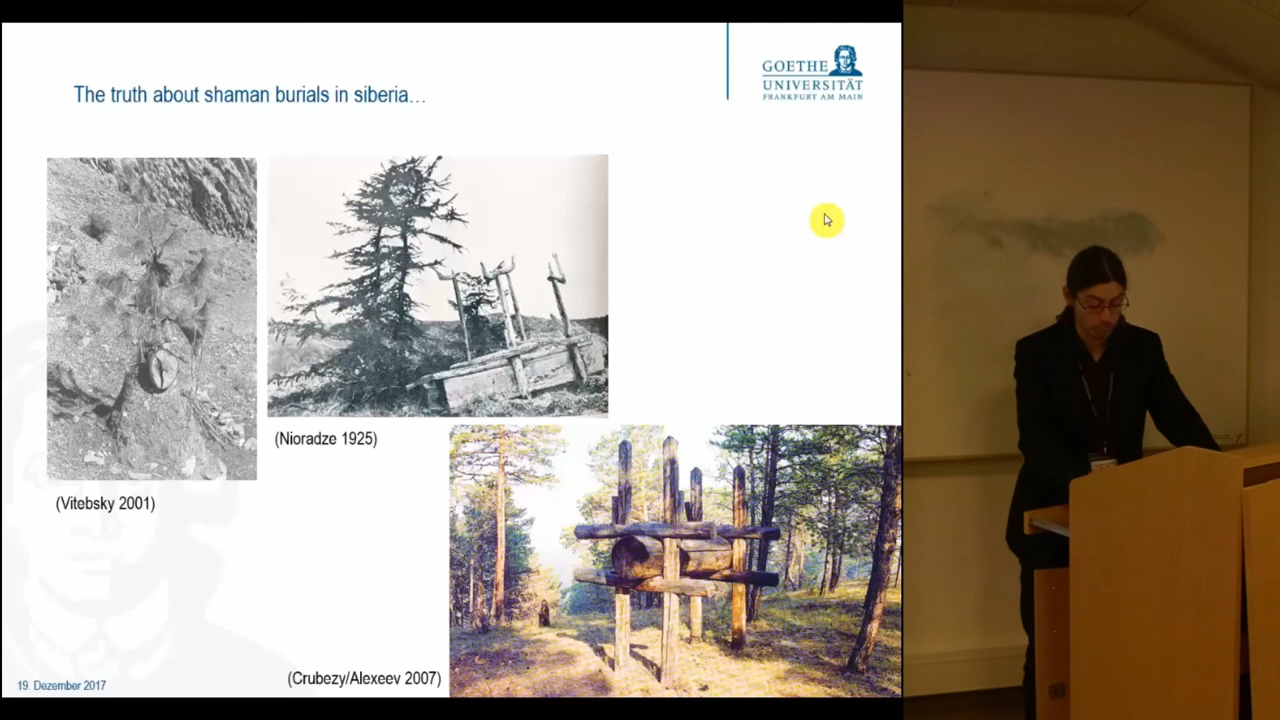 The truth about shaman burials in siberia…
GOETHE
UNIVERSITÄT
FRANKFURT AM MAIN
(Nioradze 1925)
(Vitebsky 2001)
(Crubezy/Alexeev 2007)
19. Dezember 2017